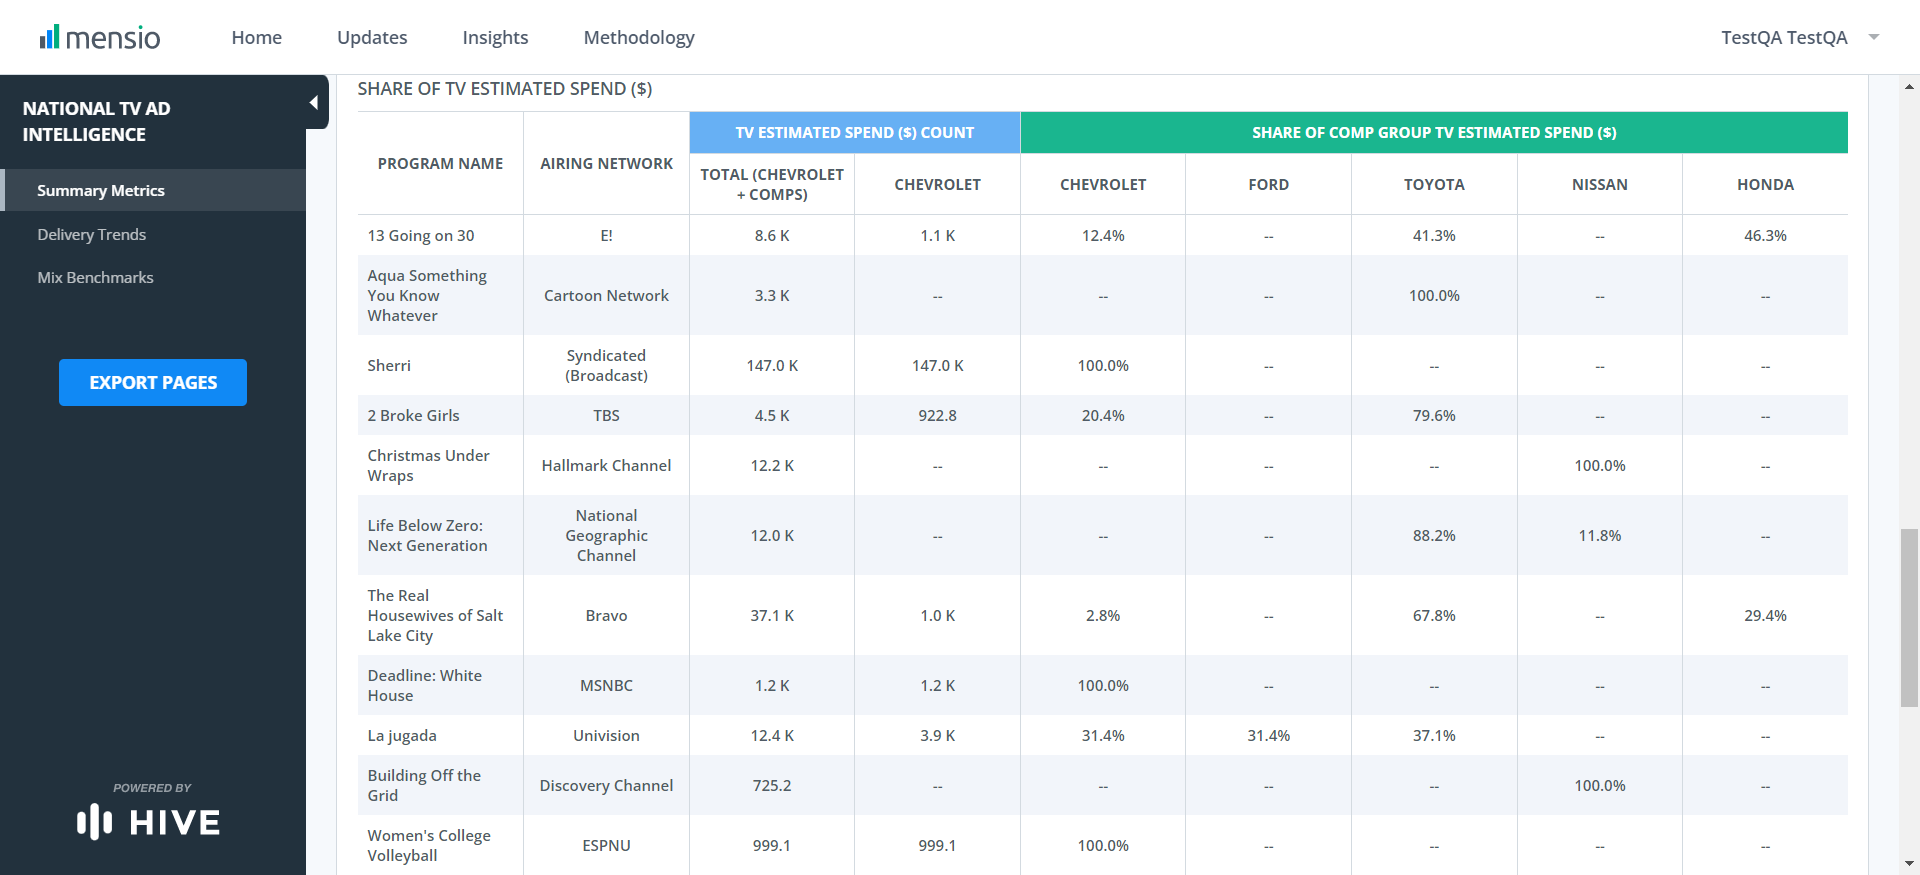 mensio
Home
Updates
Insights
Methodology
TestQA TestQA
NATIONAL TV AD
INTELLIGENCE
Summary Metrics
Delivery Trends
Mix Benchmarks
EXPORT PAGES
POWERED BY
HIVE
SHARE OF TV ESTIMATED SPEND ($)
PROGRAM NAME
AIRING NETWORK
TV ESTIMATED SPEND ($) COUNT
SHARE OF COMP GROUP TV ESTIMATED SPEND ($)
TOTAL (CHEVROLET
+ COMPS)
CHEVROLET
CHEVROLET
FORD
TOYOTA
NISSAN
HONDA
13 Going on 30 E! 8.6 K 1.1 K 12.4% -- 41.3% -- 46.3%
Aqua Something
You Know
Whatever
Cartoon Network 3.3 K -- -- -- 100.0% -- --
Sherri
Syndicated
(Broadcast)
147.0 K 147.0 K 100.0% -- -- -- --
2 Broke Girls TBS 4.5 K 922.8 20.4% -- 79.6% -- --
Christmas Under
Wraps
Hallmark Channel 12.2 K -- -- -- -- 100.0% --
Life Below Zero:
Next Generation
National
Geographic
Channel
12.0 K -- -- -- 88.2% 11.8% --
The Real
Housewives of Salt
Lake City
Bravo 37.1 K 1.0 K 2.8% -- 67.8% -- 29.4%
Deadline: White
House
MSNBC 1.2 K 1.2 K 100.0% -- -- -- --
La jugada Univision 12.4 K 3.9 K 31.4% 31.4% 37.1% -- --
Building Off the
Grid
Discovery Channel 725.2 -- -- -- -- 100.0% --
Women's College
Volleyball
ESPNU 999.1 999.1 100.0% -- -- -- --